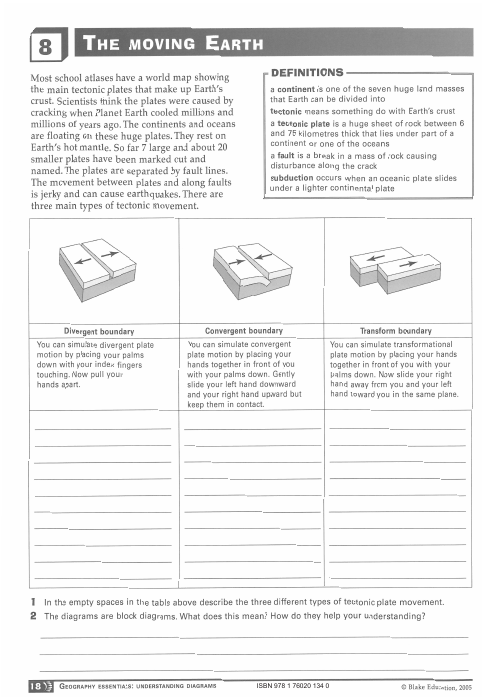 8
THE MOVING EARTH
Most school atlases have a world map showing
the main tectonic plates that make up Earth's
crust. Scientists think the plates were caused by
cracking when Planet Earth cooled millions and
millions of years ago. The continents and oceans
are floating on these huge plates. They rest on
Earth's hot mantle. So far 7 large and about 20
smaller plates have been marked out and
named. The plates are separated by fault lines.
The movement between plates and along faults
is jerky and can cause earthquakes. There are
three main types of tectonic movement.
DEFINITIONS
a continent is one of the seven huge land masses
that Earth can be divided into
tectonic means something do with Earth's crust
a tectonic plate is a huge sheet of rock between 6
and 75 kilometres thick that lies under part of a
continent or one of the oceans
a fault is a break in a mass of rock causing
disturbance along the crack
subduction occurs when an oceanic plate slides
under a lighter continental plate
Divergent boundary
You can simulate divergent plate
motion by placing your palms
down with your index fingers
touching. Now pull your
hands apart.
Convergent boundary
You can simulate convergent
plate motion by placing your
hands together in front of you
with your palms down. Gently
slide your left hand downward
and your right hand upward but
keep them in contact.
Transform boundary
You can simulate transformational
plate motion by placing your hands
together in front of you with your
palms down. Now slide your right
hand away from you and your left
hand toward you in the same plane.
1 In the empty spaces in the table above describe the three different types of tectonic plate movement.
2 The diagrams are block diagrams. What does this mean? How do they help your understanding?
18 GEOGRAPHY ESSENTIALS: UNDERSTANDING DIAGRAMS ISBN 978 1 76020 134 0 © Blake Education, 2005